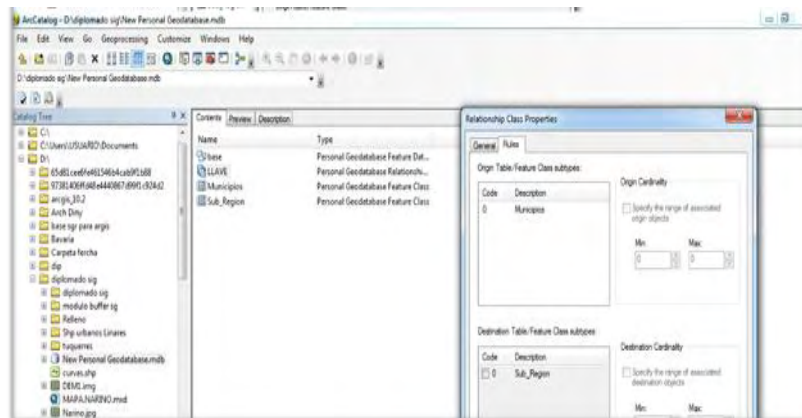 ArcCatalog - D:\diplomado sig\New Personal Geodatabase.mdb
File Edit View Go Geoprocessing Customize Windows Help
D:\diplomado sig\New Personal Geodatabase.mdb
Catalog Tree
C:\
C:\Users\USUARIO\Documents
D:\
arcgis_10.2
Arch Diny
base sgr para argis
Bavaria
Carpeta fercha
dip
diplomado sig
diplomado sig
modulo buffer sg
Relleno
Shp urbanos Linares
tuquerres
New Personal Geodatabase.mdb
curvas.shp
DEM1.img
MAPA.NARINO.mxd
Narino.jpg
Contents Preview Description
Name Type
base Personal Geodatabase Feature Dat...
LLAVE Personal Geodatabase Relationshi...
Municipios Personal Geodatabase Feature Class
Sub_Region Personal Geodatabase Feature Class
Relationship Class Properties
General Rules
Origin Table/Feature Class subtypes:
Code Description
0 Municipios
Origin Cardinality
Specify the range of associated origin objects
Min: Max:
0 0
Destination Table/Feature Class subtypes:
Code Description
0 Sub_Region
Destination Cardinality
Specify the range of associated destination objects
Min: Max: